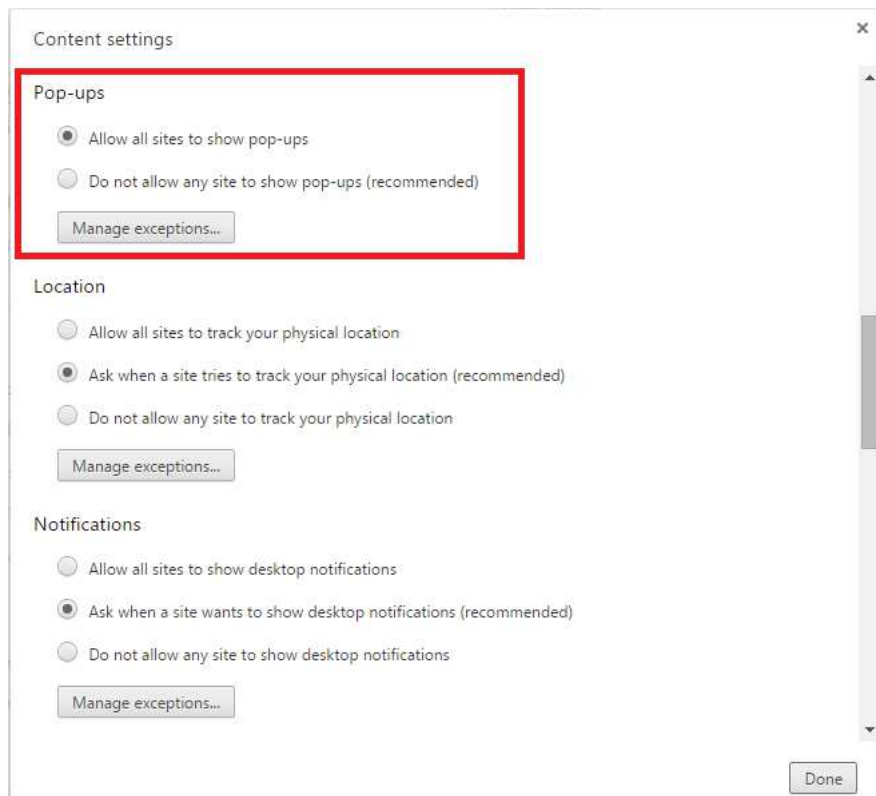 Content settings
Pop-ups
Allow all sites to show pop-ups
Do not allow any site to show pop-ups (recommended)
Manage exceptions...
Location
Allow all sites to track your physical location
Ask when a site tries to track your physical location (recommended)
Do not allow any site to track your physical location
Manage exceptions...
Notifications
Allow all sites to show desktop notifications
Ask when a site wants to show desktop notifications (recommended)
Do not allow any site to show desktop notifications
Manage exceptions...
Done